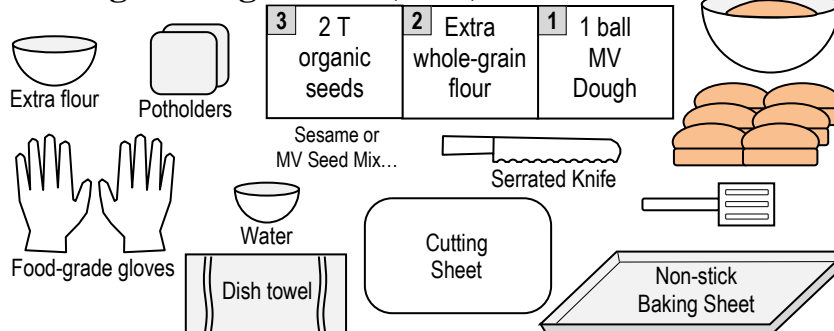 3
2 T
organic
seeds
2
Extra
whole-grain
flour
1
1 ball
MV
Dough
Extra flour
Potholders
Sesame or
MV Seed Mix...
Serrated Knife
Food-grade gloves
Water
Dish towel
Cutting
Sheet
Non-stick
Baking Sheet